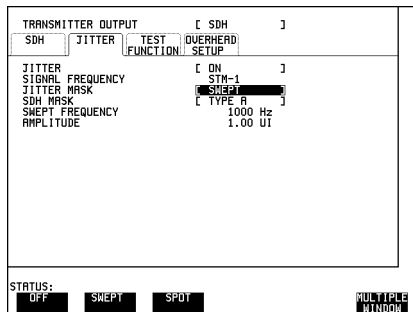 TRANSMITTER OUTPUT [ SDH ]
SDH JITTER TEST FUNCTION OVERHEAD SETUP
JITTER [ ON ]
SIGNAL FREQUENCY STM-1
JITTER MASK [ SWEPT ]
SDH MASK [ TYPE A ]
SWEPT FREQUENCY 1000 Hz
AMPLITUDE 1.00 UI
STATUS:
OFF SWEPT SPOT MULTIPLE WINDOW